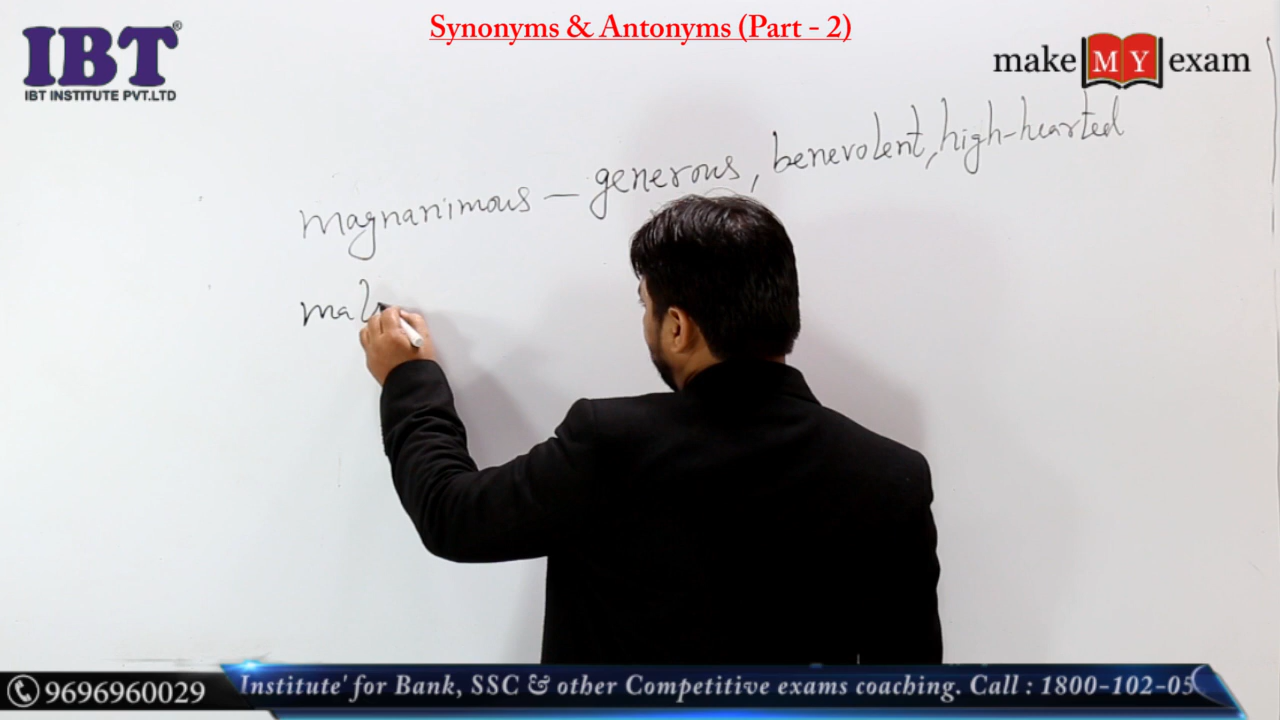 Synonyms & Antonyms (Part - 2)
IBT®
IBT INSTITUTE PVT.LTD
make MY exam
magnanimous – generous, benevolent, high-hearted
mal
9696960029
Institute' for Bank, SSC & other Competitive exams coaching. Call : 1800-102-05